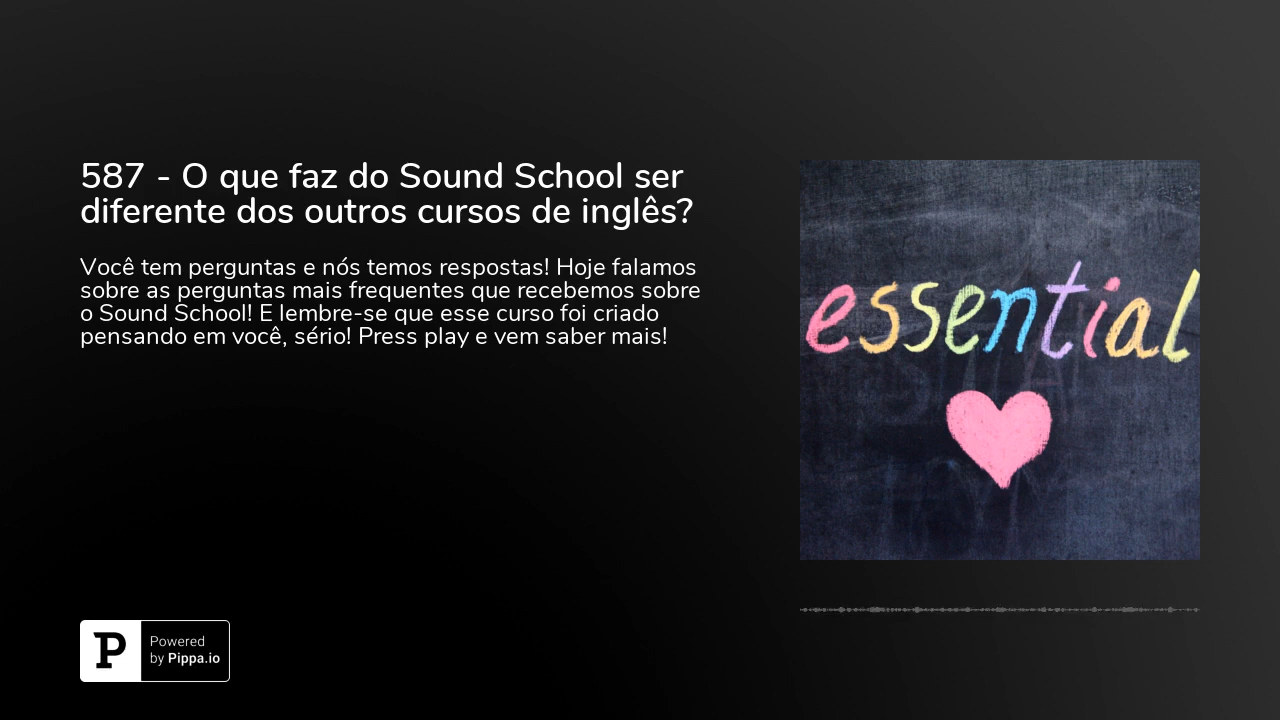 587 - O que faz do Sound School ser
diferente dos outros cursos de inglês?
Você tem perguntas e nós temos respostas! Hoje falamos
sobre as perguntas mais frequentes que recebemos sobre
o Sound School! E lembre-se que esse curso foi criado
pensando em você, sério! Press play e vem saber mais!
essential
P
Powered
by Pippa.io